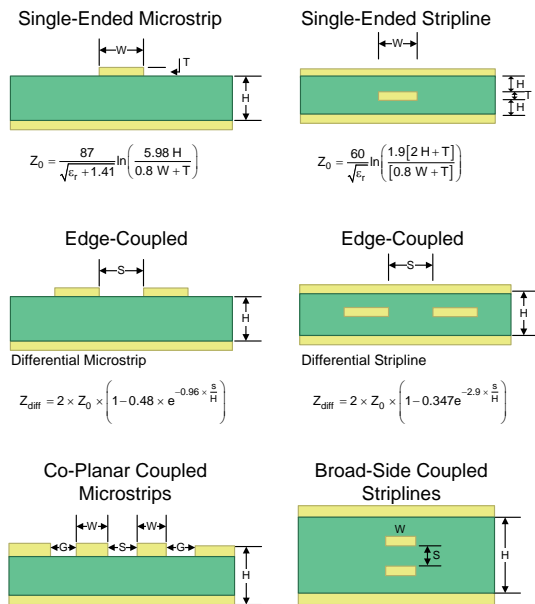 Single-Ended Microstrip
W
T
H
Z₀ = 87 / √(εᵣ + 1.41) ln(5.98 H / 0.8 W + T)
Single-Ended Stripline
W
H
T
H
Z₀ = 60 / √εᵣ ln(1.9[2 H + T] / [0.8 W + T])
Edge-Coupled
S
H
Differential Microstrip
Z_diff = 2 × Z₀ × (1 − 0.48 × e^(−0.96 × s/H))
Edge-Coupled
S
H
Differential Stripline
Z_diff = 2 × Z₀ × (1 − 0.347e^(−2.9 × s/H))
Co-Planar Coupled
Microstrips
W W
G S G
H
Broad-Side Coupled
Striplines
W
S
H